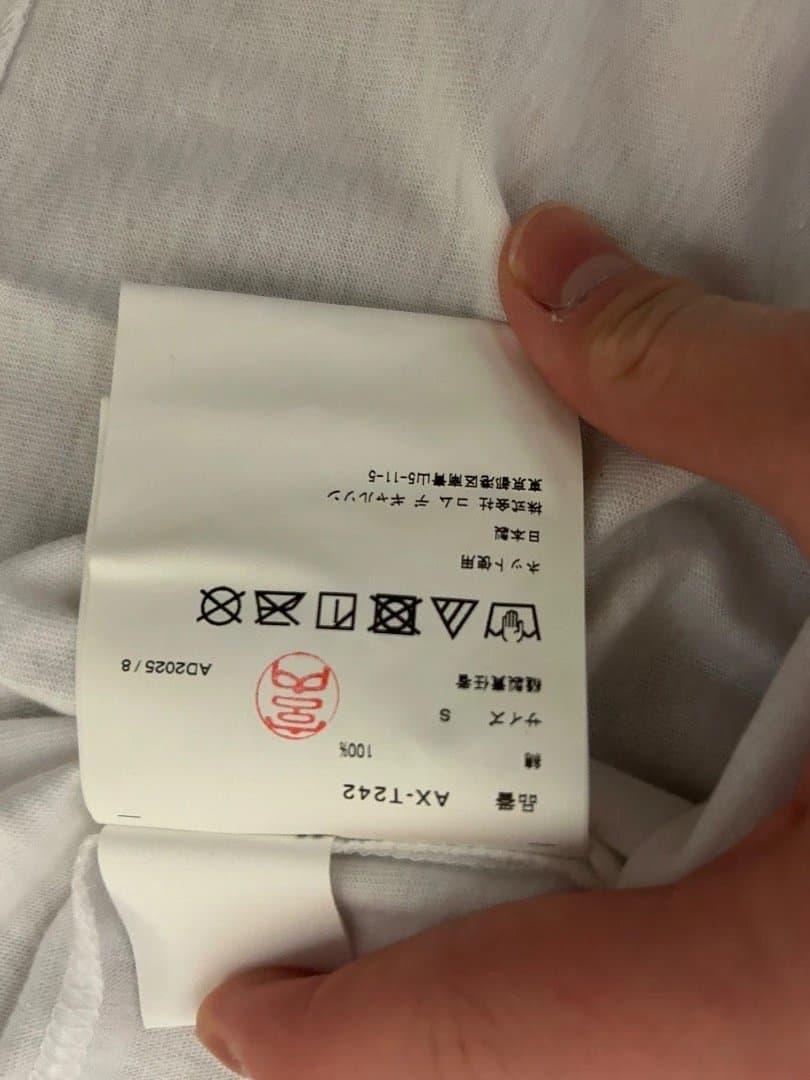 品番 AX-T242
綿 100%
サイズ S
縫製責任者
AD2025/8
ネット使用
日本製
株式会社 コム デ ギャルソン
東京都港区南青山5-11-5